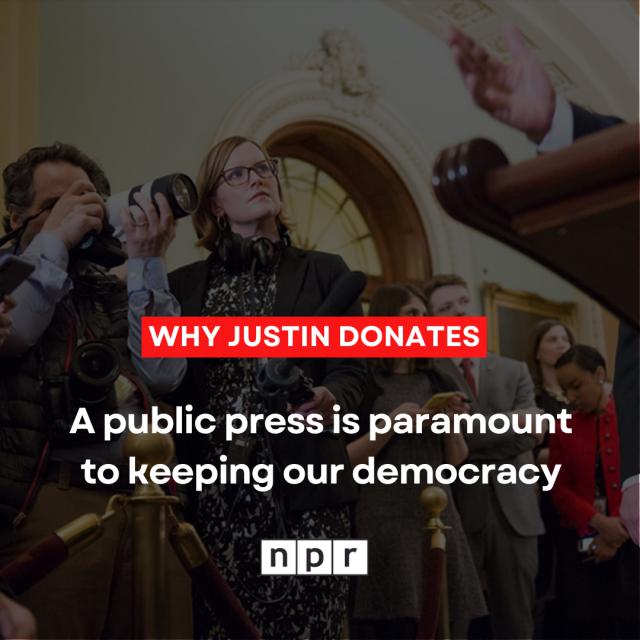 WHY JUSTIN DONATES
A public press is paramount
to keeping our democracy
npr